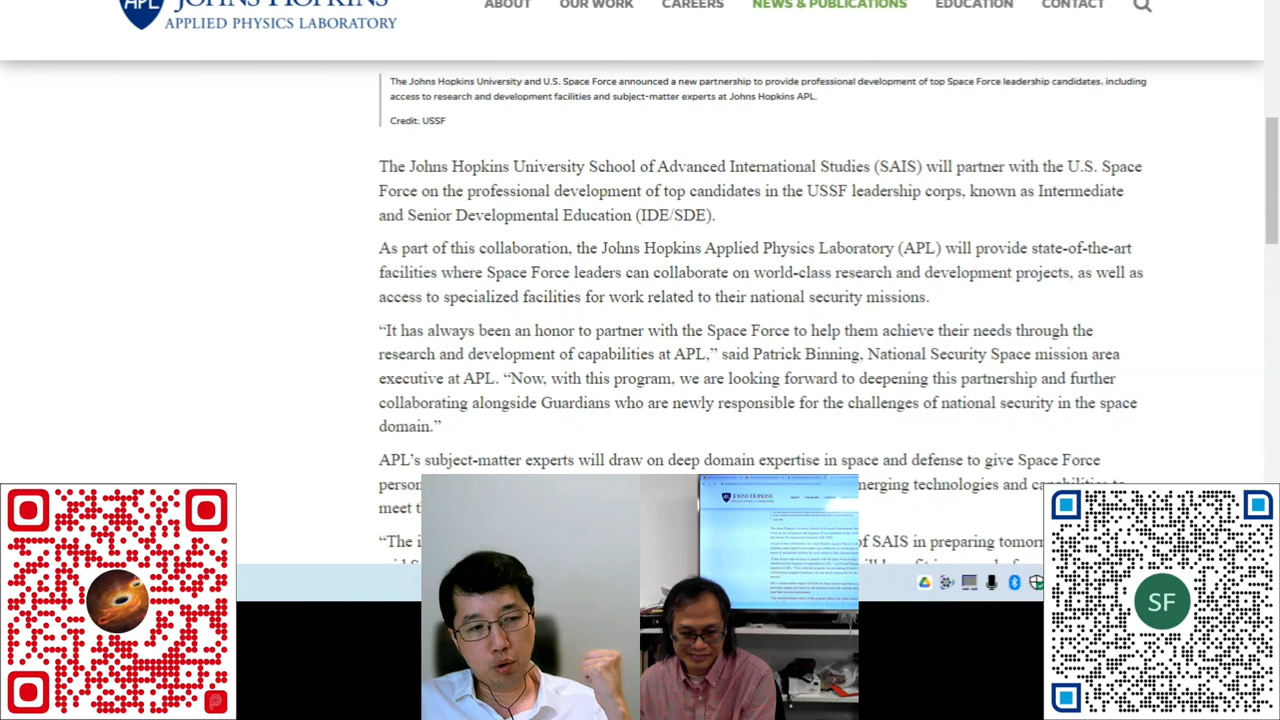 APL JOHNS HOPKINS
APPLIED PHYSICS LABORATORY
ABOUT OUR WORK CAREERS NEWS & PUBLICATIONS EDUCATION CONTACT
The Johns Hopkins University and U.S. Space Force announced a new partnership to provide professional development of top Space Force leadership candidates, including
access to research and development facilities and subject-matter experts at Johns Hopkins APL.
Credit: USSF
The Johns Hopkins University School of Advanced International Studies (SAIS) will partner with the U.S. Space
Force on the professional development of top candidates in the USSF leadership corps, known as Intermediate
and Senior Developmental Education (IDE/SDE).
As part of this collaboration, the Johns Hopkins Applied Physics Laboratory (APL) will provide state-of-the-art
facilities where Space Force leaders can collaborate on world-class research and development projects, as well as
access to specialized facilities for work related to their national security missions.
“It has always been an honor to partner with the Space Force to help them achieve their needs through the
research and development of capabilities at APL,” said Patrick Binning, National Security Space mission area
executive at APL. “Now, with this program, we are looking forward to deepening this partnership and further
collaborating alongside Guardians who are newly responsible for the challenges of national security in the space
domain.”
APL’s subject-matter experts will draw on deep domain expertise in space and defense to give Space Force
technologies and
meet
“The of SAIS in preparing
JOHNS HOPKINS
SF